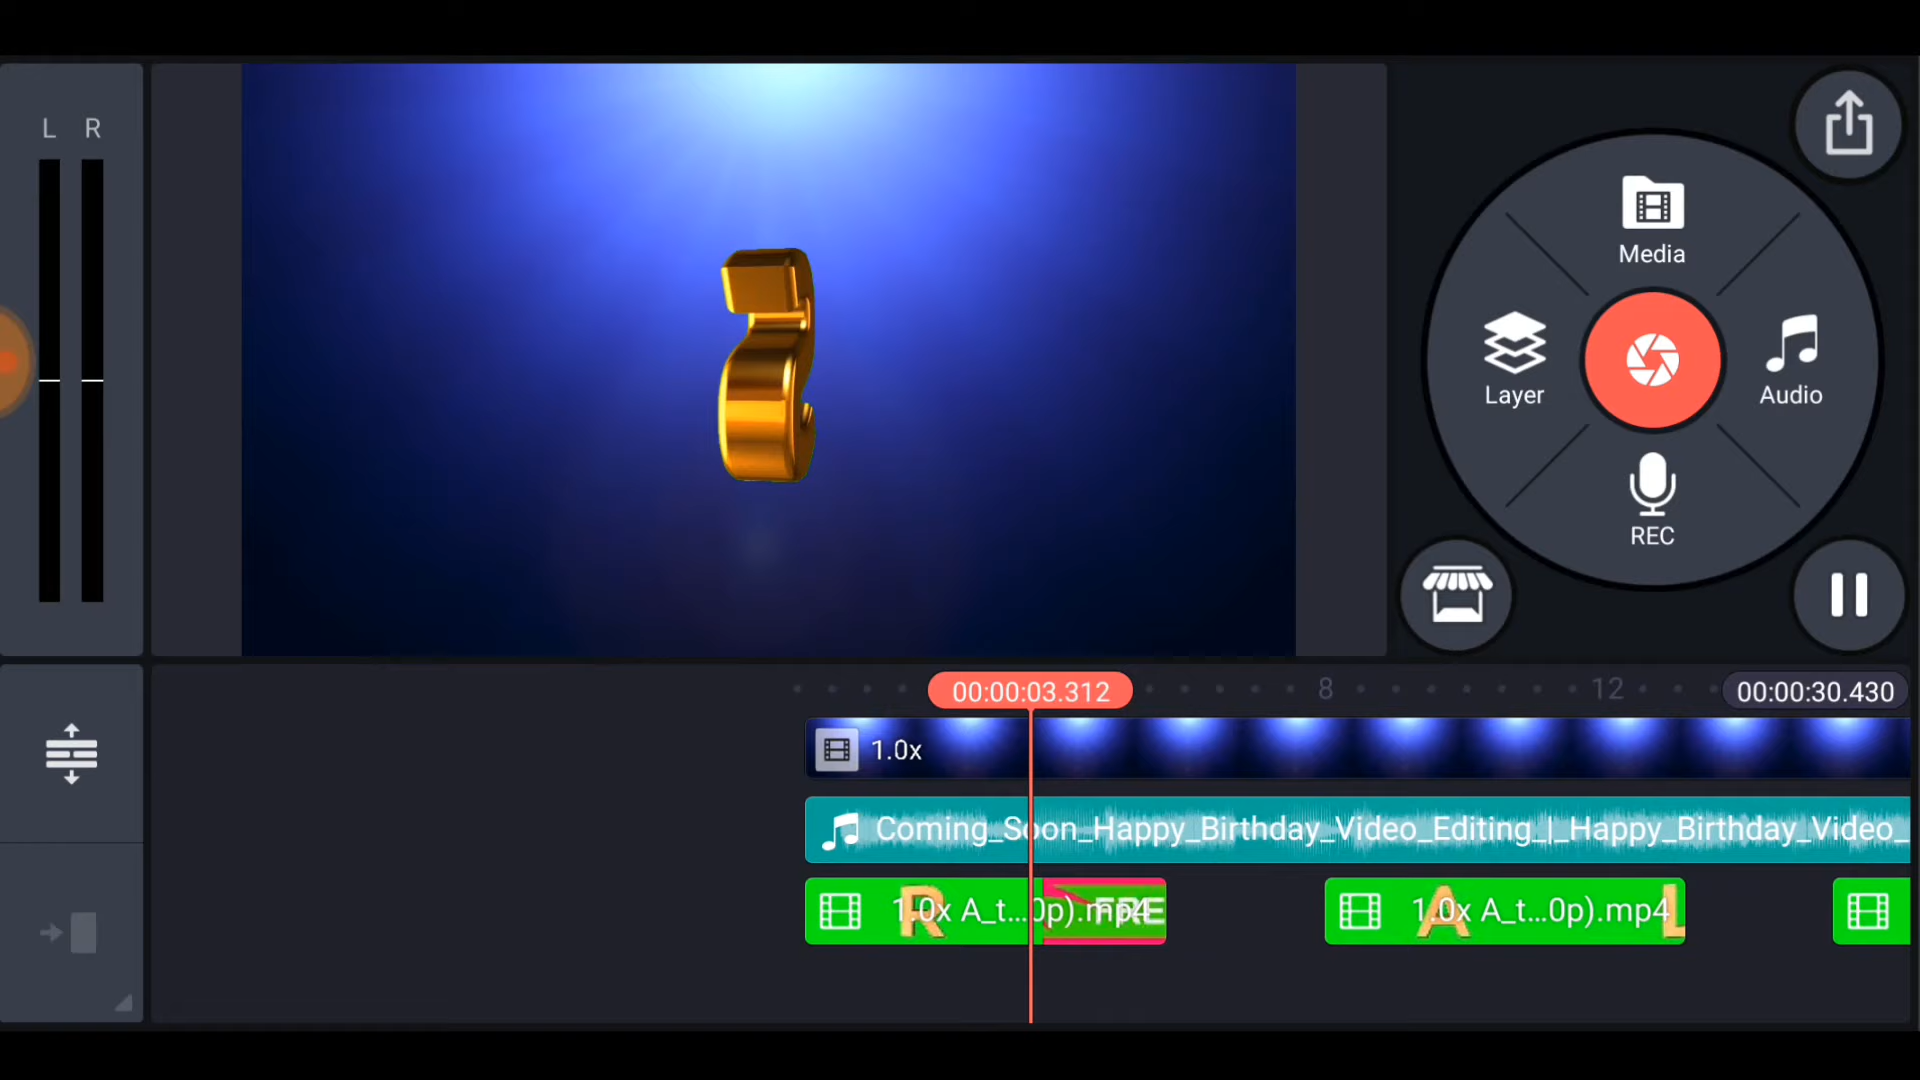 L R
Media
Layer
Audio
REC
00:00:03.312
8
12
00:00:30.430
1.0x
Coming_Soon_Happy_Birthday_Video_Editing_|_Happy_Birthday_Video_
R
1.0x A_t...0p).mp4
FRE
A
1.0x A_t...0p).mp4
L